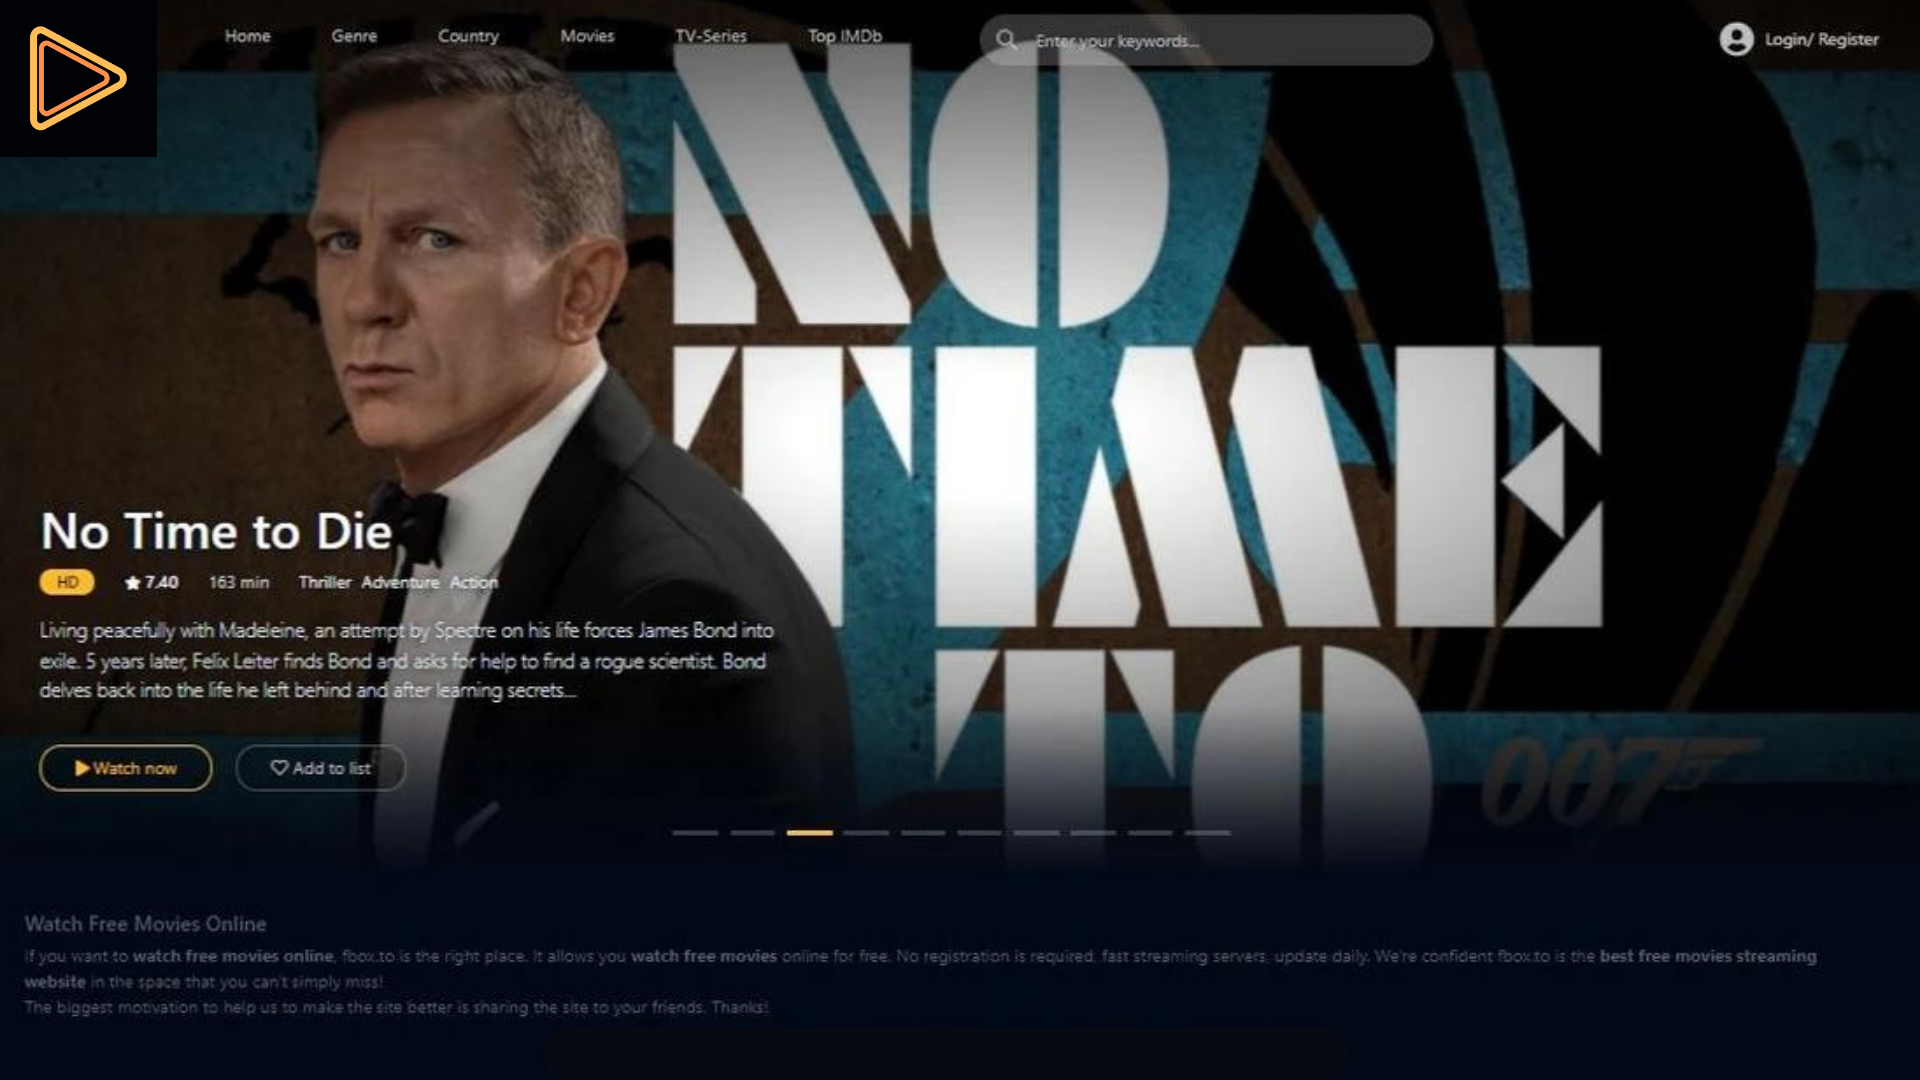 Home Genre Country Movies TV-Series Top IMDb Enter your keywords... Login/ Register
NO
TIME
TO
007
No Time to Die
HD 7.40 163 min Thriller Adventure Action
Living peacefully with Madeleine, an attempt by Spectre on his life forces James Bond into
exile. 5 years later, Felix Leiter finds Bond and asks for help to find a rogue scientist. Bond
delves back into the life he left behind and after learning secrets...
Watch now Add to list
Watch Free Movies Online
If you want to watch free movies online, fbox.to is the right place. It allows you watch free movies online for free. No registration is required, fast streaming servers, update daily. We're confident fbox.to is the best free movies streaming
website in the space that you can't simply miss!
The biggest motivation to help us to make the site better is sharing the site to your friends. Thanks!